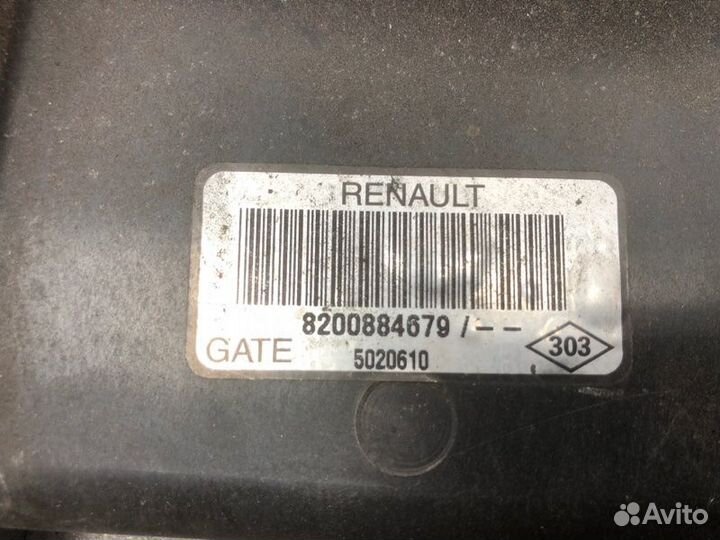 RENAULT
8200884679/--
GATE
5020610
303
Avito